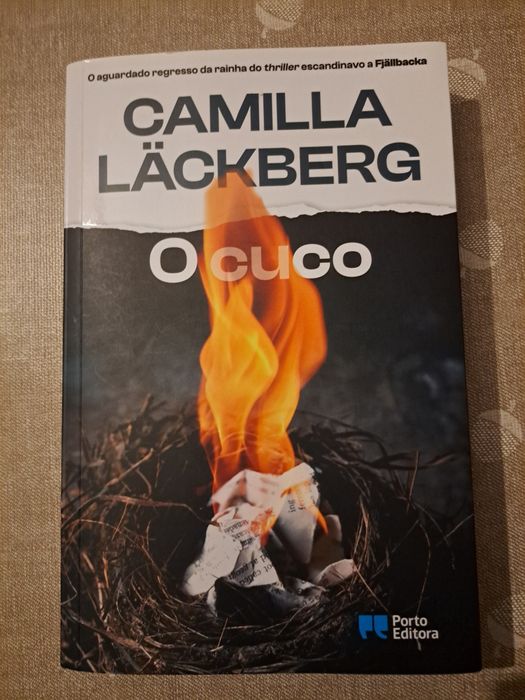 O aguardado regresso da rainha do thriller escandinavo a Fjällbacka
CAMILLA
LÄCKBERG
O cuco
Porto
Editora